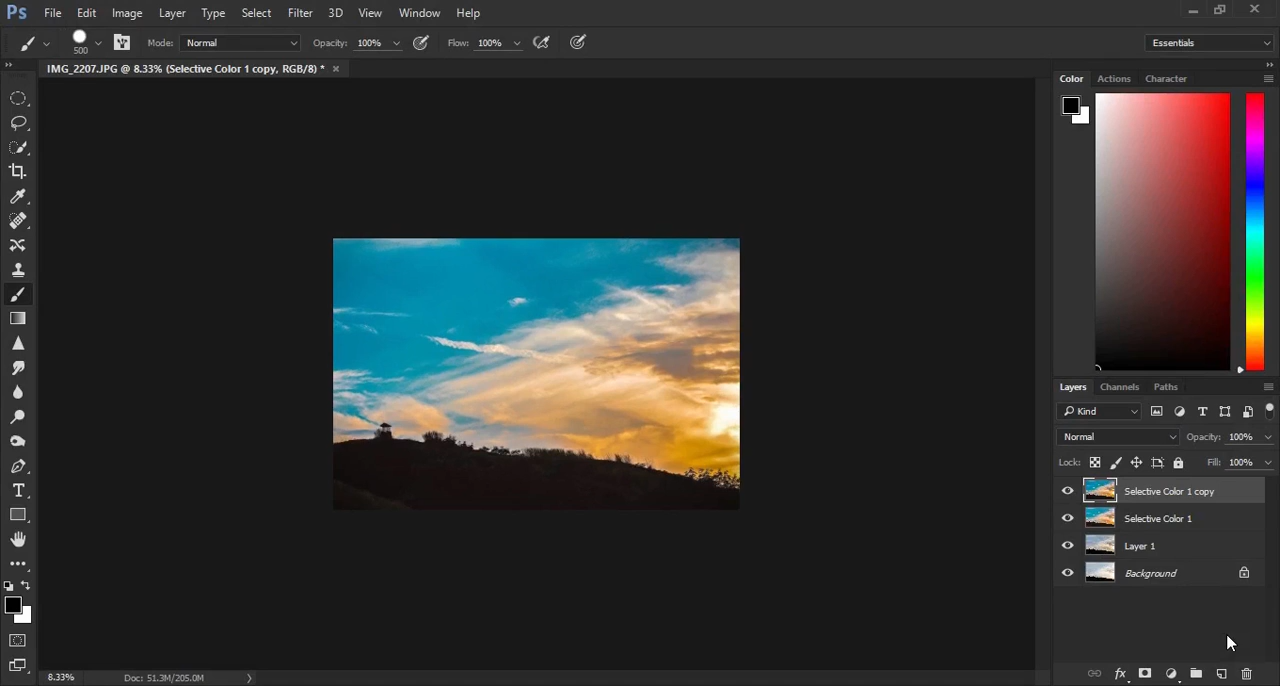 Ps File Edit Image Layer Type Select Filter 3D View Window Help
500 Mode: Normal Opacity: 100% Flow: 100% Essentials
IMG_2207.JPG @ 8.33% (Selective Color 1 copy, RGB/8) * ×
Color Actions Character
Layers Channels Paths
Kind
Normal Opacity: 100%
Lock: Fill: 100%
Selective Color 1 copy
Selective Color 1
Layer 1
Background
fx
8.33% Doc: 51.3M/205.0M